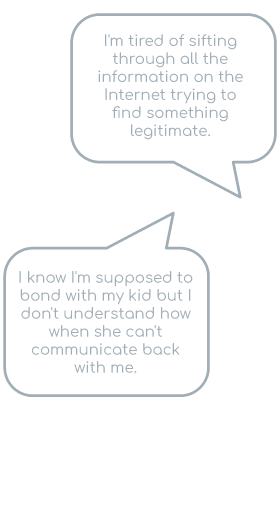 I'm tired of sifting
through all the
information on the
Internet trying to
find something
legitimate.
I know I'm supposed to
bond with my kid but I
don't understand how
when she can't
communicate back
with me.